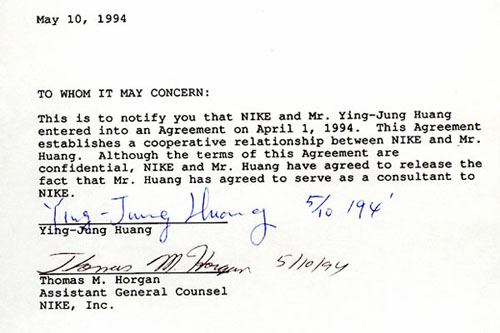 May 10, 1994
TO WHOM IT MAY CONCERN:
This is to notify you that NIKE and Mr. Ying-Jung Huang
entered into an Agreement on April 1, 1994. This Agreement
establishes a cooperative relationship between NIKE and Mr.
Huang. Although the terms of this Agreement are
confidential, NIKE and Mr. Huang have agreed to release the
fact that Mr. Huang has agreed to serve as a consultant to
NIKE.
Ying-Jung Huang 5/10 '94'
Ying-Jung Huang
Thomas M. Horgan 5/10/94
Thomas M. Horgan
Assistant General Counsel
NIKE, Inc.